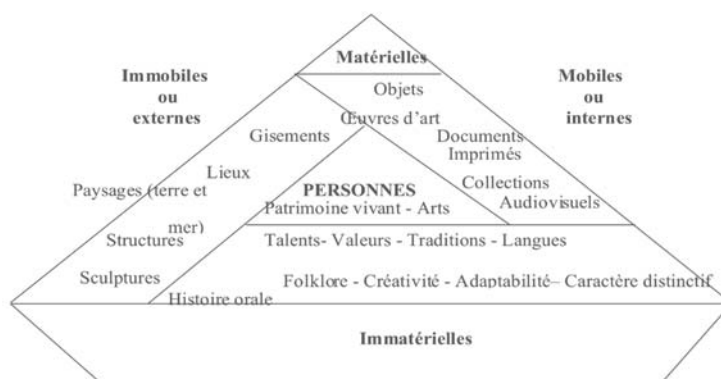 Matérielles
Immobiles
ou
externes
Mobiles
ou
internes
Objets
Œuvres d’art
Gisements
Documents
Imprimés
Lieux
Collections
Paysages (terre et
mer)
PERSONNES
Audiovisuels
Patrimoine vivant - Arts
Structures
Talents- Valeurs - Traditions - Langues
Sculptures
Folklore - Créativité - Adaptabilité– Caractère distinctif
Histoire orale
Immatérielles